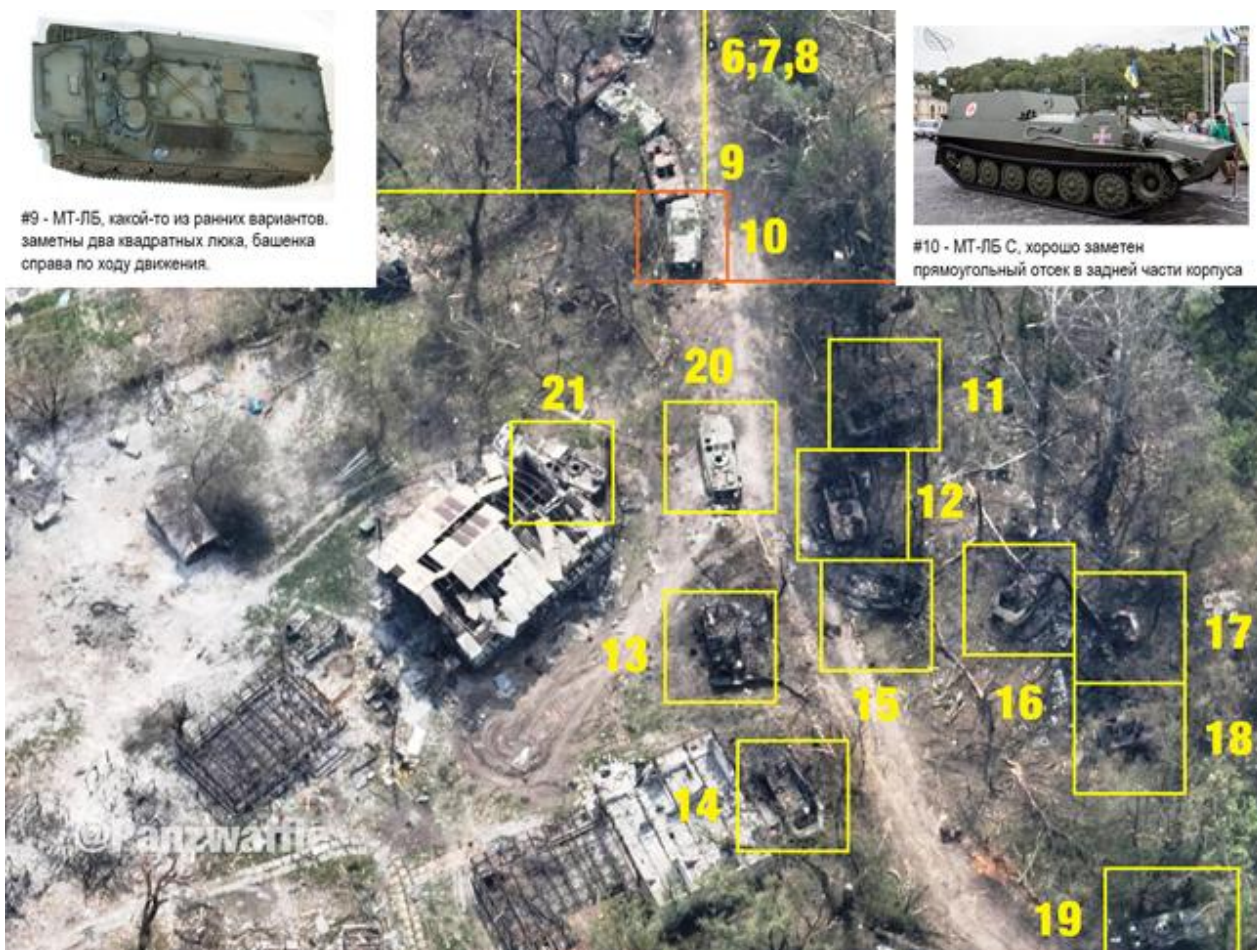 #9 - МТ-ЛБ, какой-то из ранних вариантов.
заметны два квадратных люка, башенка
справа по ходу движения.
6,7,8
9
10
#10 - МТ-ЛБ С, хорошо заметен
прямоугольный отсек в задней части корпуса
20
21
11
12
13
15
16
17
18
14
19
@Panzwaffle